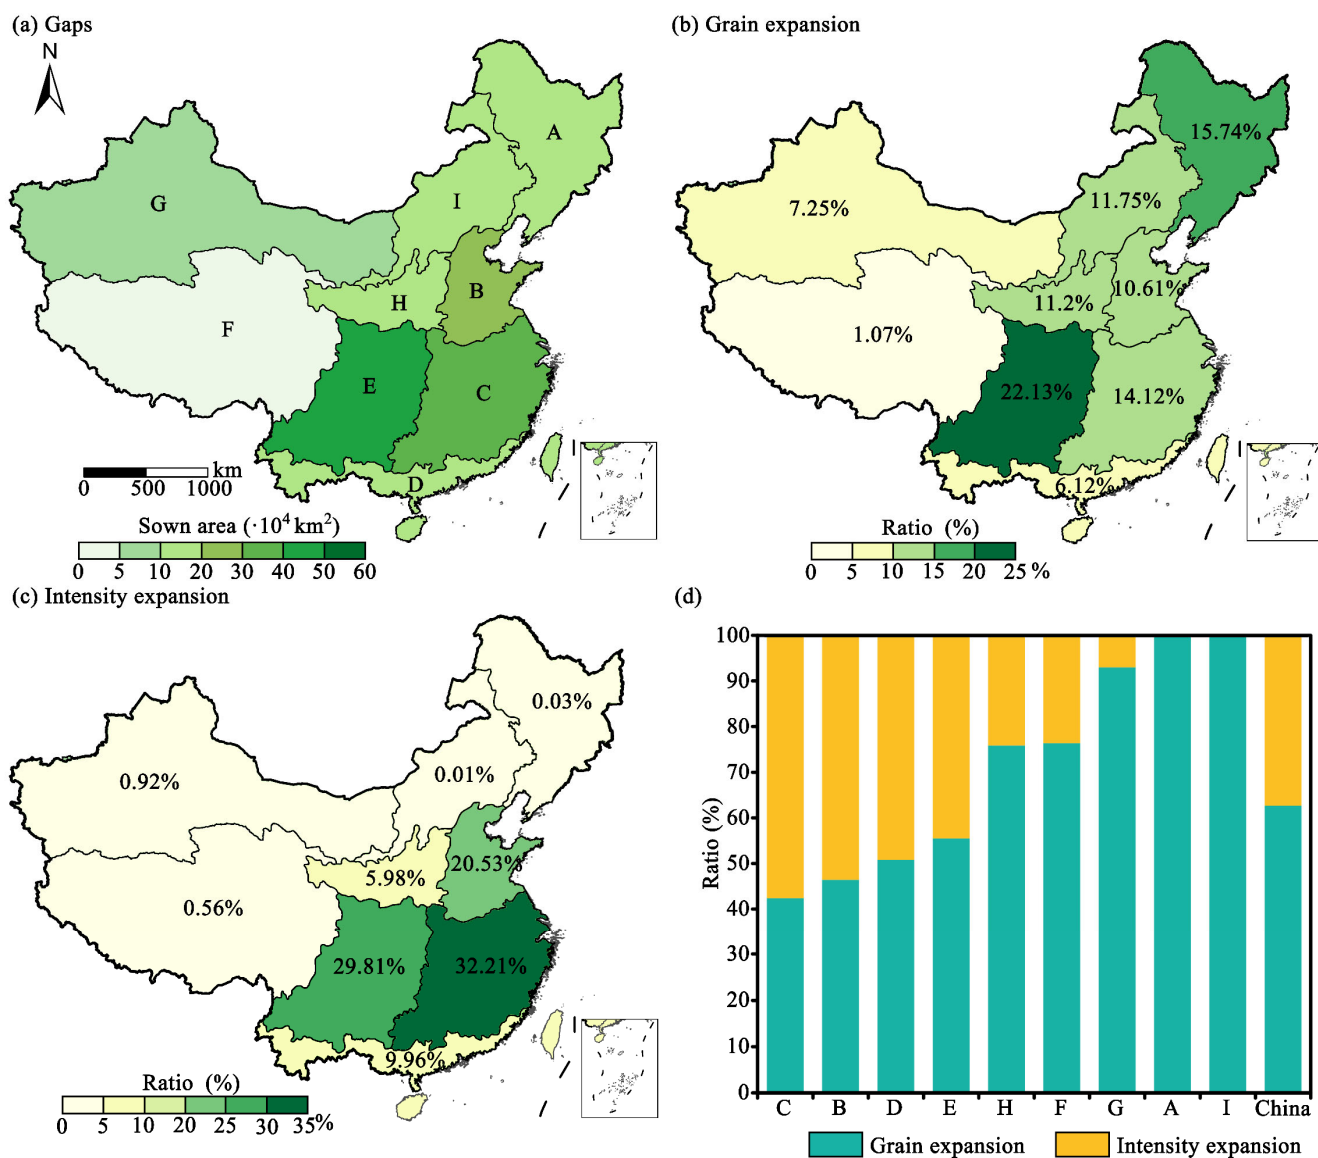 (a) Gaps
N
A
G
I
B
H
F
E
C
D
km
0 500 1000
Sown area (·10⁴ km²)
0 5 10 20 30 40 50 60
(b) Grain expansion
15.74%
11.75%
7.25%
10.61%
11.2%
1.07%
22.13%
14.12%
6.12%
Ratio (%)
0 5 10 15 20 25 %
(c) Intensity expansion
0.03%
0.01%
0.92%
20.53%
5.98%
0.56%
29.81%
32.21%
9.96%
Ratio (%)
0 5 10 15 20 25 30 35%
(d)
100
90
80
70
60
50
40
30
20
10
0
Ratio (%)
C B D E H F G A I China
Grain expansion Intensity expansion